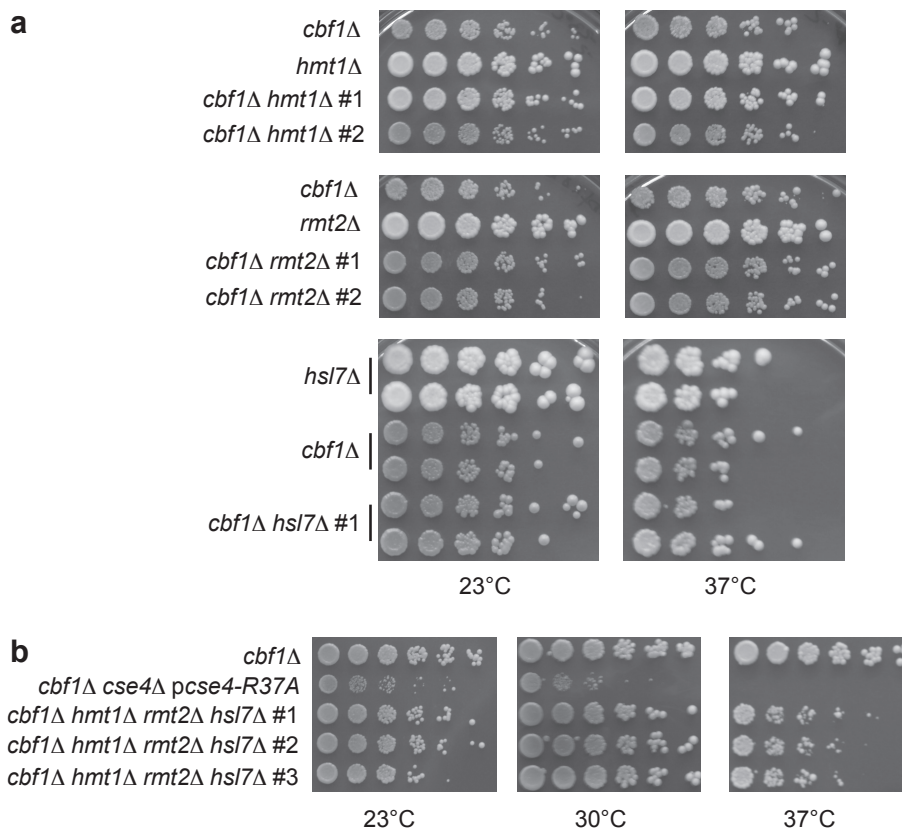 a
cbf1Δ
hmt1Δ
cbf1Δ hmt1Δ #1
cbf1Δ hmt1Δ #2
cbf1Δ
rmt2Δ
cbf1Δ rmt2Δ #1
cbf1Δ rmt2Δ #2
hsl7Δ
cbf1Δ
cbf1Δ hsl7Δ #1
23°C 37°C
b
cbf1Δ
cbf1Δ cse4Δ pcse4-R37A
cbf1Δ hmt1Δ rmt2Δ hsl7Δ #1
cbf1Δ hmt1Δ rmt2Δ hsl7Δ #2
cbf1Δ hmt1Δ rmt2Δ hsl7Δ #3
23°C 30°C 37°C